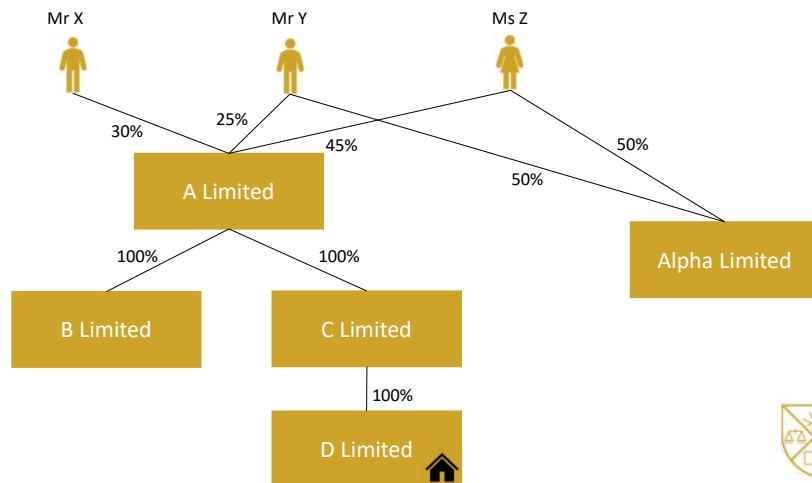 Mr X
Mr Y
Ms Z
30%
25%
45%
50%
50%
A Limited
Alpha Limited
100%
100%
B Limited
C Limited
100%
D Limited